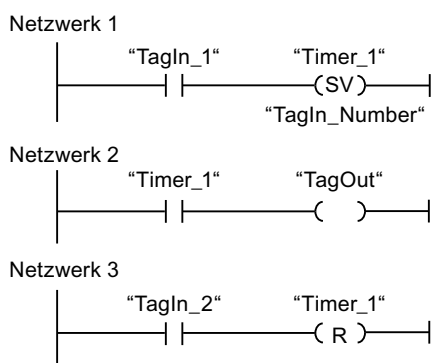 Netzwerk 1
“TagIn_1“ “Timer_1“
SV
“TagIn_Number“
Netzwerk 2
“Timer_1“ “TagOut“
Netzwerk 3
“TagIn_2“ “Timer_1“
R